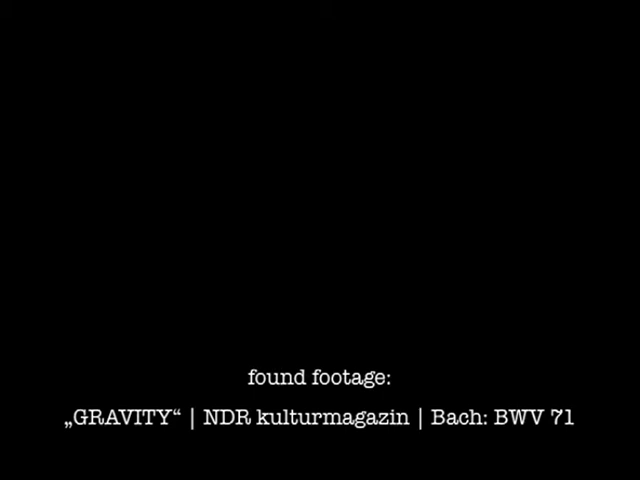 found footage:
„GRAVITY“ | NDR kulturmagazin | Bach: BWV 71